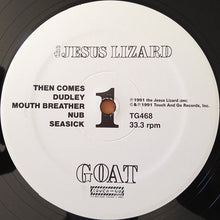 THE JESUS LIZARD
THEN COMES
DUDLEY
MOUTH BREATHER
NUB
SEASICK
1
TG468
33.3 rpm
℗ 1991 the Jesus Lizard
© & ℗ 1991 Touch And Go Records, Inc.
GOAT